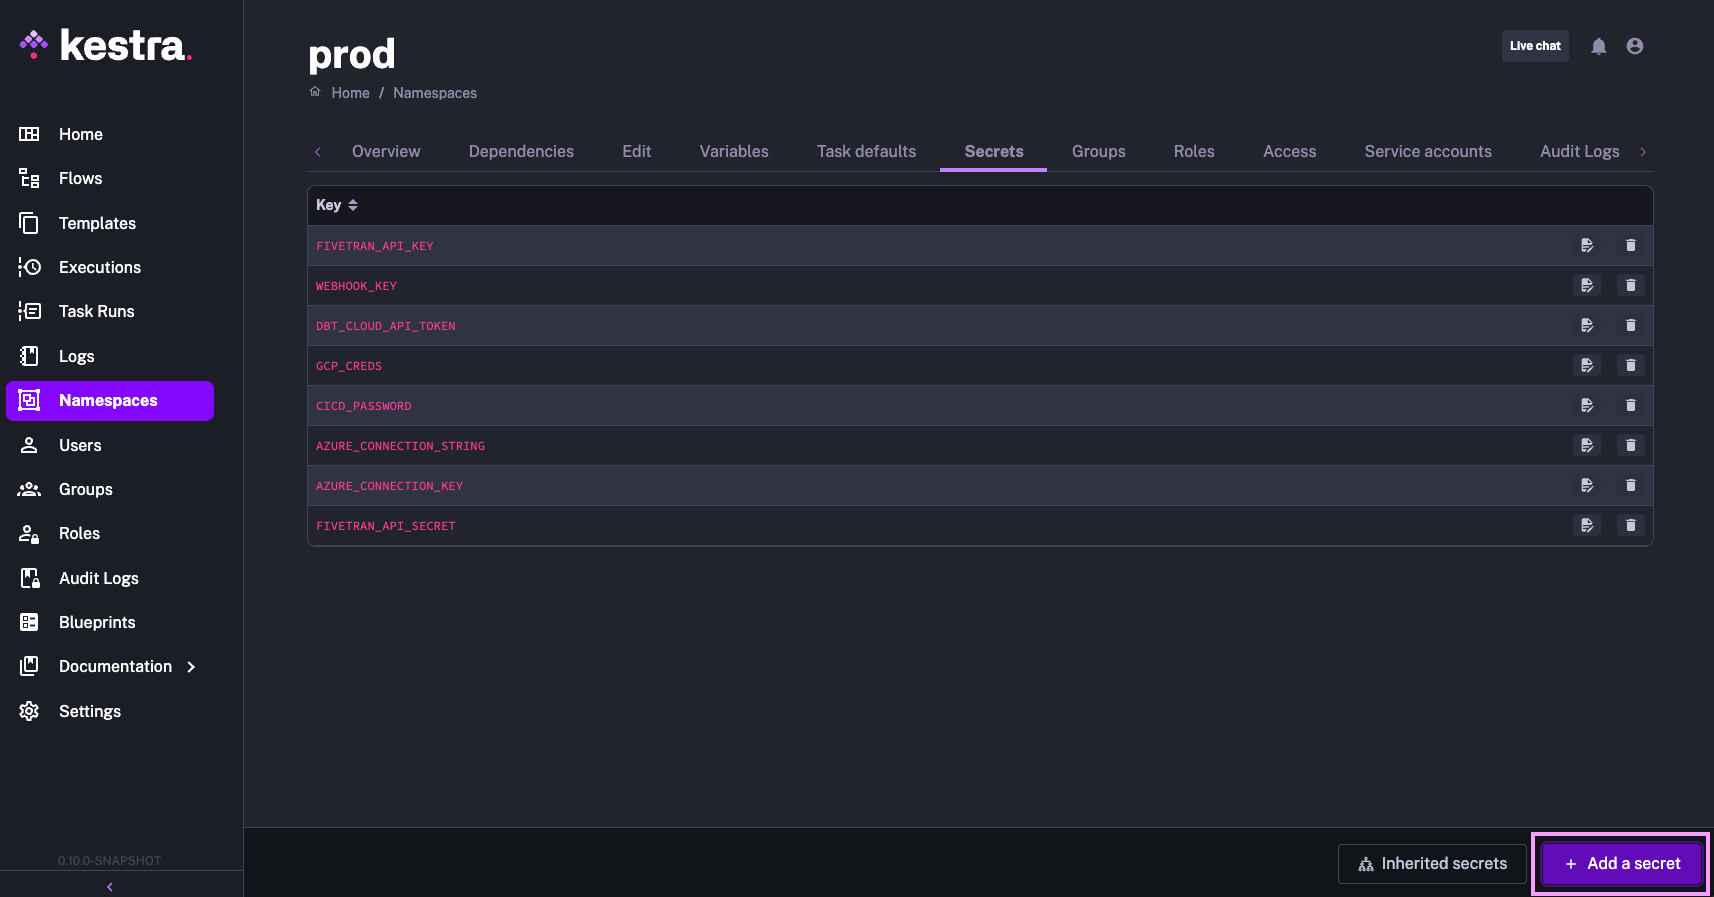 kestra.
Home
Flows
Templates
Executions
Task Runs
Logs
Namespaces
Users
Groups
Roles
Audit Logs
Blueprints
Documentation
Settings
0.10.0-SNAPSHOT
prod
Home / Namespaces
Live chat
Overview Dependencies Edit Variables Task defaults Secrets Groups Roles Access Service accounts Audit Logs
Key
FIVETRAN_API_KEY
WEBHOOK_KEY
DBT_CLOUD_API_TOKEN
GCP_CREDS
CICD_PASSWORD
AZURE_CONNECTION_STRING
AZURE_CONNECTION_KEY
FIVETRAN_API_SECRET
Inherited secrets
+ Add a secret